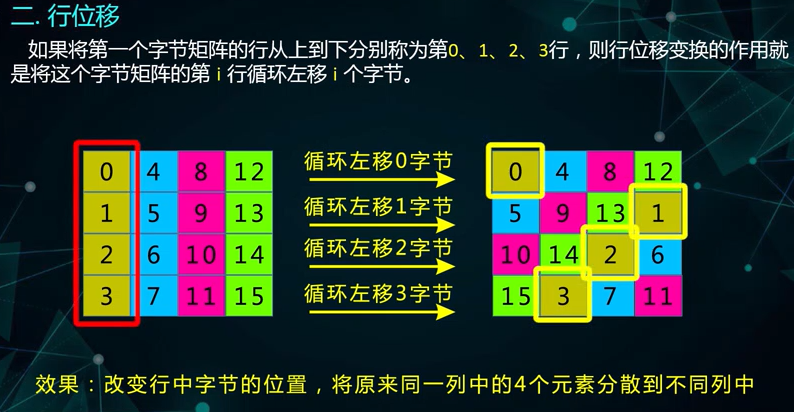 二. 行位移
如果将第一个字节矩阵的行从上到下分别称为第0、1、2、3行，则行位移变换的作用就
是将这个字节矩阵的第 i 行循环左移 i 个字节。
0 4 8 12 循环左移0字节 0 4 8 12
1 5 9 13 循环左移1字节 5 9 13 1
2 6 10 14 循环左移2字节 10 14 2 6
3 7 11 15 循环左移3字节 15 3 7 11
效果：改变行中字节的位置，将原来同一列中的4个元素分散到不同列中